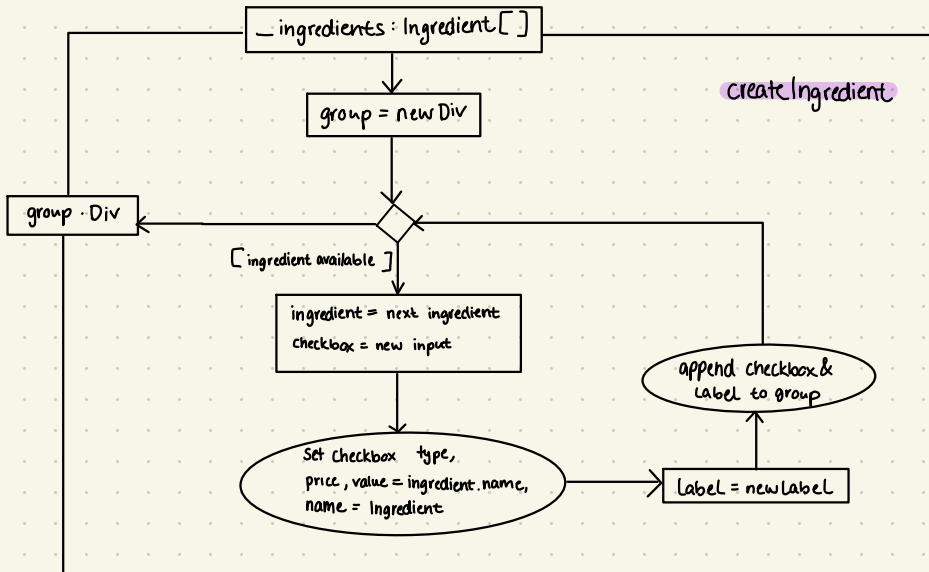 _ingredients : Ingredient[]
createIngredient
group = new Div
group · Div
[ingredient available]
ingredient = next ingredient
checkbox = new input
append checkbox &
Label to group
Set Checkbox type,
price, value = ingredient.name,
name = Ingredient
Label = new Label